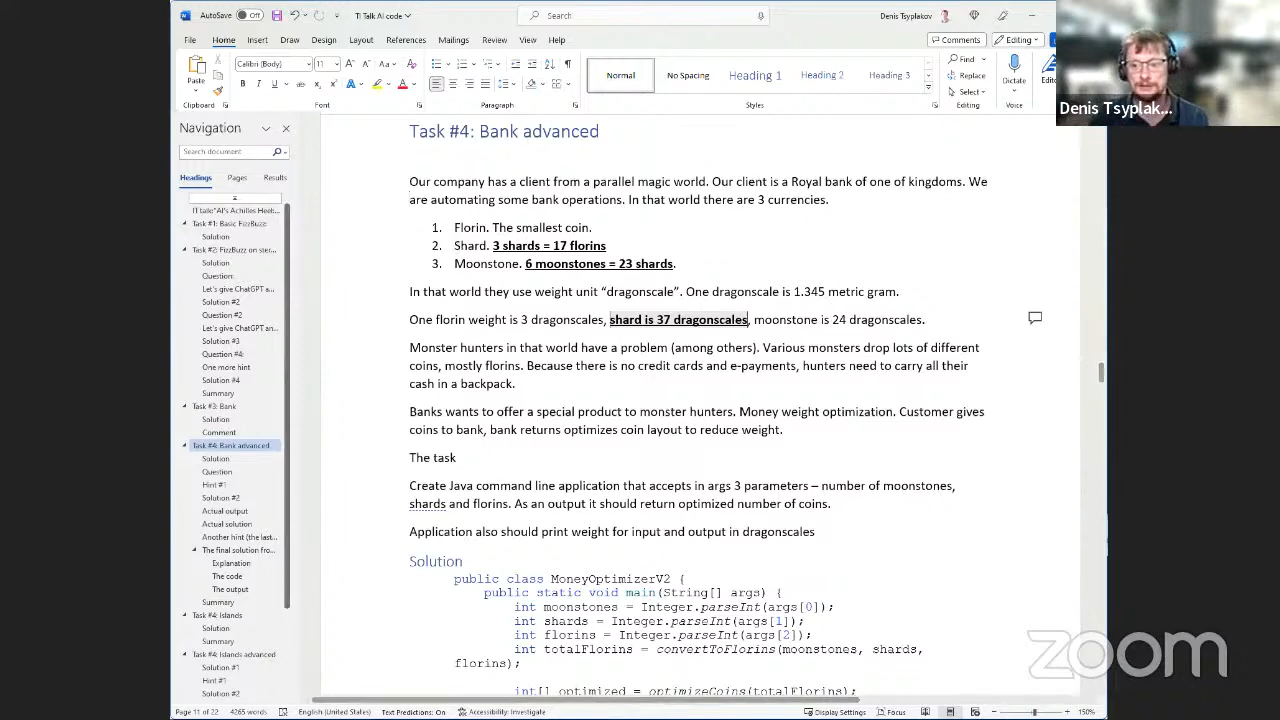 AutoSave Off TI Talk AI code Search Denis Tsyplakov
File Home Insert Draw Design Layout References Mailings Review View Help Comments Editing
Paste Calibri (Body) 11 Normal No Spacing Heading 1 Heading 2 Heading 3 Find Replace Select Dictate
Clipboard Font Paragraph Styles Editing Voice
Denis Tsyplak...
Navigation
Search document
Headings Pages Results
Task #1: Basic FizzBuzz
Solution
Task #2: FizzBuzz on ster...
Solution
Question:
Let's give ChatGPT a...
Solution #2
Question #2
Let's give ChatGPT an...
Solution #3
Question #4:
One more hint
Solution #4
Summary
Task #3: Bank
Solution
Comment
Task #4: Bank advanced
Solution
Question
Hint #1
Solution #2
Actual output
Actual solution
Another hint (the last...
The final solution fro...
Explanation
The code
The output
Summary
Task #4: Islands
Solution
Summary
Task #4: Islands advanced
Solution #1
Hint #1
Solution #2
Task #4: Bank advanced
Our company has a client from a parallel magic world. Our client is a Royal bank of one of kingdoms. We
are automating some bank operations. In that world there are 3 currencies.
1. Florin. The smallest coin.
2. Shard. 3 shards = 17 florins
3. Moonstone. 6 moonstones = 23 shards.
In that world they use weight unit “dragonscale”. One dragonscale is 1.345 metric gram.
One florin weight is 3 dragonscales, shard is 37 dragonscales, moonstone is 24 dragonscales.
Monster hunters in that world have a problem (among others). Various monsters drop lots of different
coins, mostly florins. Because there is no credit cards and e-payments, hunters need to carry all their
cash in a backpack.
Banks wants to offer a special product to monster hunters. Money weight optimization. Customer gives
coins to bank, bank returns optimizes coin layout to reduce weight.
The task
Create Java command line application that accepts in args 3 parameters – number of moonstones,
shards and florins. As an output it should return optimized number of coins.
Application also should print weight for input and output in dragonscales
Solution
public class MoneyOptimizerV2 {
public static void main(String[] args) {
int moonstones = Integer.parseInt(args[0]);
int shards = Integer.parseInt(args[1]);
int florins = Integer.parseInt(args[2]);
int totalFlorins = convertToFlorins(moonstones, shards,
florins);
int[] optimized = optimizeCoins(totalFlorins);
zoom
Page 11 of 22 4265 words English (United States) Text Predictions: On Accessibility: Investigate Display Settings Focus 150%